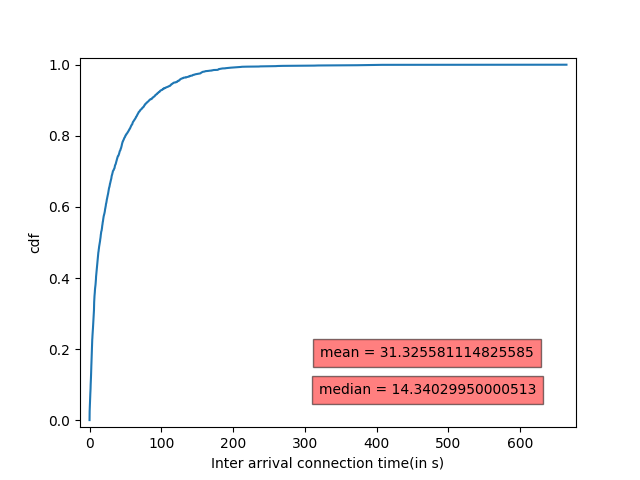 1.0
0.8
0.6
0.4
0.2
0.0
cdf
mean = 31.325581114825585
median = 14.34029950000513
0 100 200 300 400 500 600
Inter arrival connection time(in s)